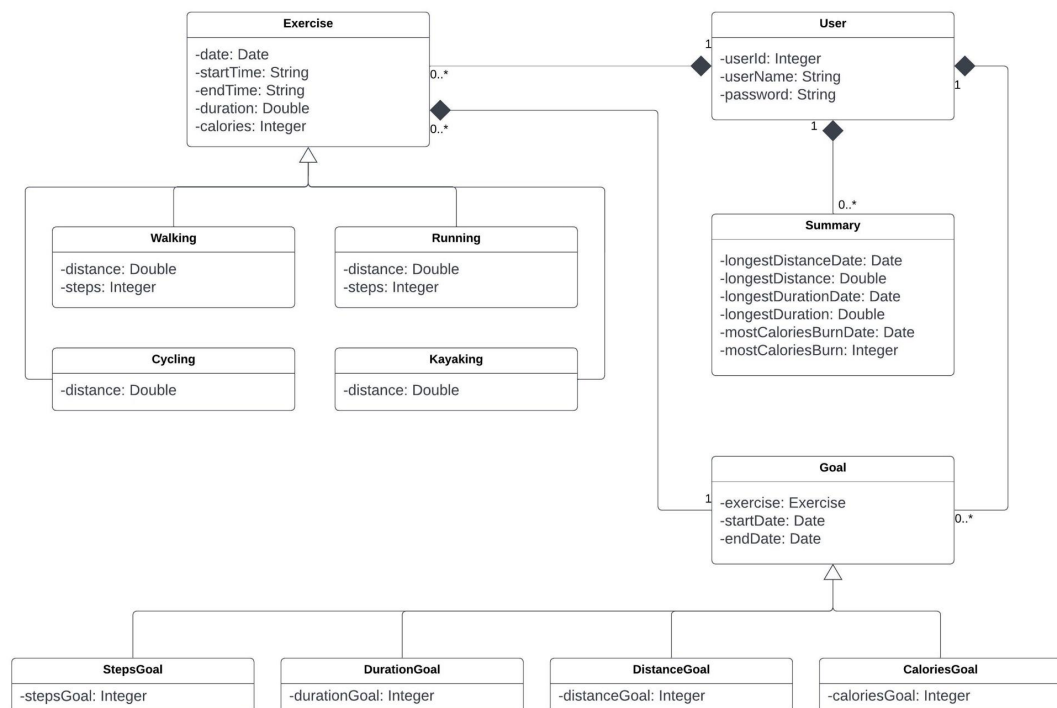 Exercise
-date: Date
-startTime: String
-endTime: String
-duration: Double
-calories: Integer
User
-userId: Integer
-userName: String
-password: String
1
0..*
0..*
1
1
0..*
Walking
-distance: Double
-steps: Integer
Running
-distance: Double
-steps: Integer
Summary
-longestDistanceDate: Date
-longestDistance: Double
-longestDurationDate: Date
-longestDuration: Double
-mostCaloriesBurnDate: Date
-mostCaloriesBurn: Integer
Cycling
-distance: Double
Kayaking
-distance: Double
Goal
-exercise: Exercise
-startDate: Date
-endDate: Date
1
0..*
StepsGoal
-stepsGoal: Integer
DurationGoal
-durationGoal: Integer
DistanceGoal
-distanceGoal: Integer
CaloriesGoal
-caloriesGoal: Integer